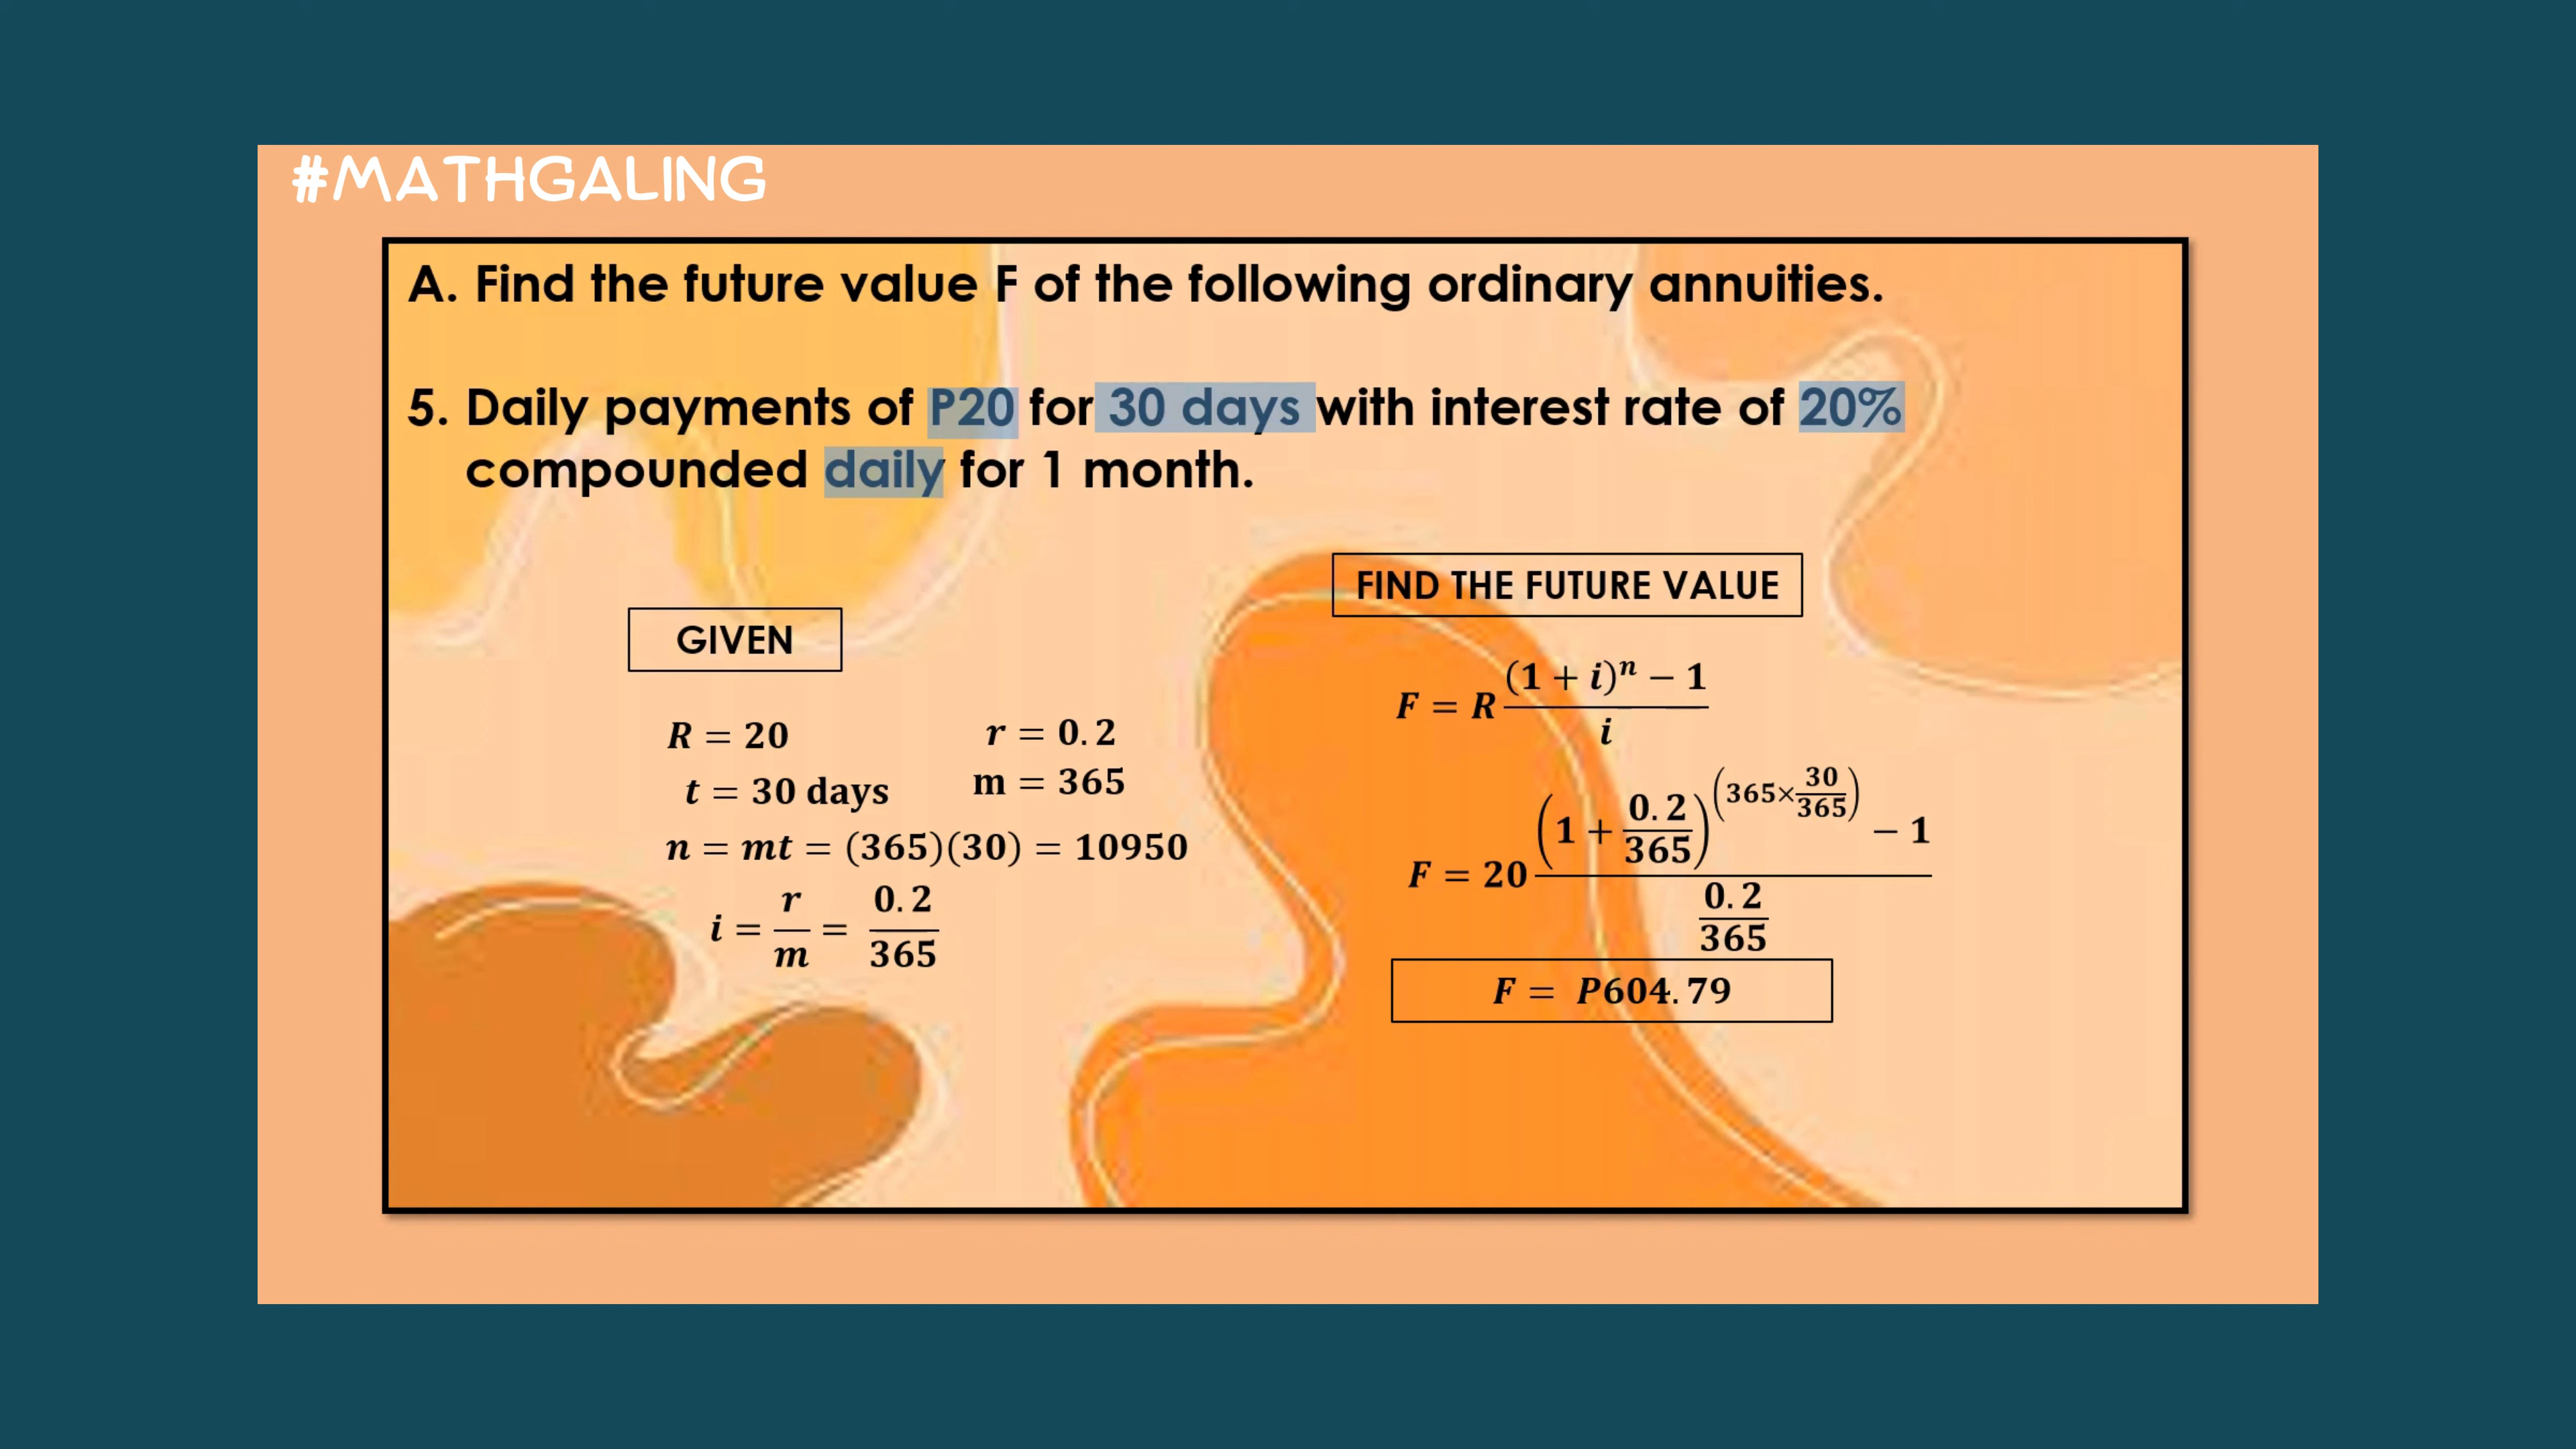 #MATHGALING
A. Find the future value F of the following ordinary annuities.
5. Daily payments of P20 for 30 days with interest rate of 20%
compounded daily for 1 month.
GIVEN
R = 20
r = 0.2
t = 30 days
m = 365
n = mt = (365)(30) = 10950
i = r/m = 0.2/365
FIND THE FUTURE VALUE
F = R ((1 + i)^n − 1)/i
F = 20 ((1 + 0.2/365)^(365×30/365) − 1)/(0.2/365)
F = P604.79